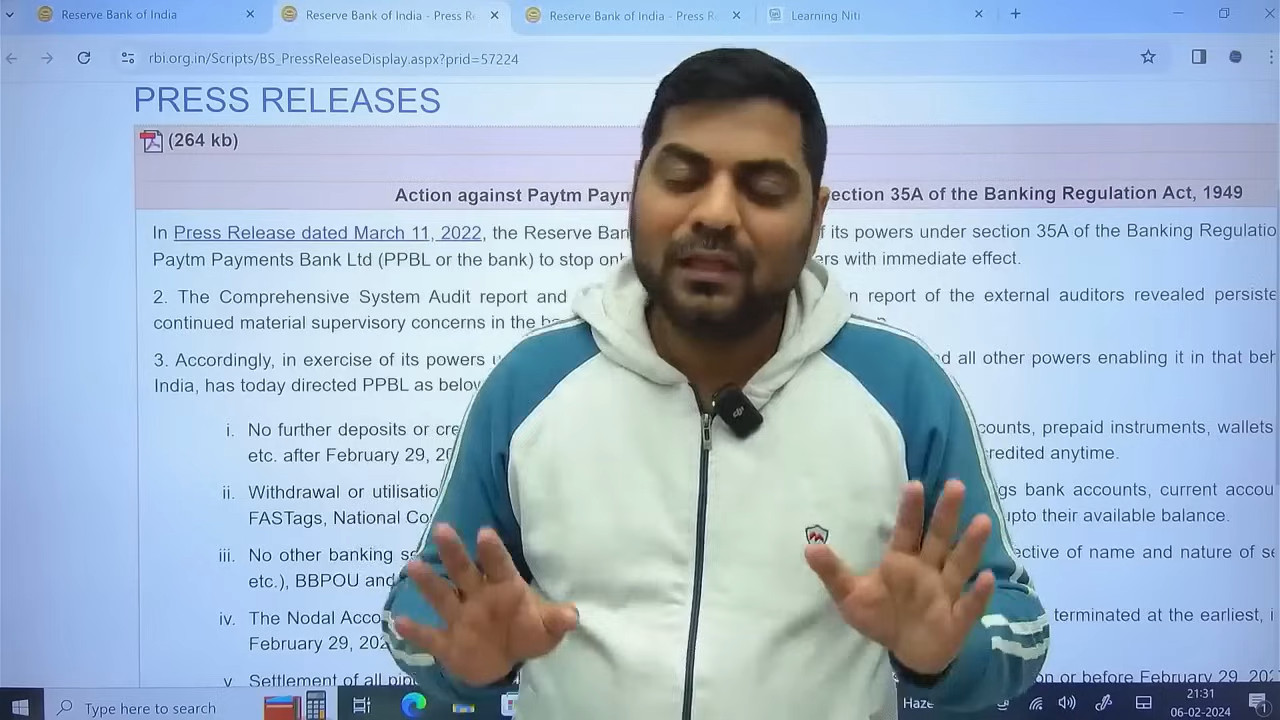 Reserve Bank of India
Reserve Bank of India - Press R
Reserve Bank of India - Press R
Learning Niti
rbi.org.in/Scripts/BS_PressReleaseDisplay.aspx?prid=57224
PRESS RELEASES
(264 kb)
Action against Paytm Paym ection 35A of the Banking Regulation Act, 1949
In Press Release dated March 11, 2022, the Reserve Ban f its powers under section 35A of the Banking Regulatio
Paytm Payments Bank Ltd (PPBL or the bank) to stop onb ers with immediate effect.
2. The Comprehensive System Audit report and n report of the external auditors revealed persiste
continued material supervisory concerns in the ba
3. Accordingly, in exercise of its powers u d all other powers enabling it in that beh
India, has today directed PPBL as below
i. No further deposits or cre counts, prepaid instruments, wallets
etc. after February 29, 20 redited anytime.
ii. Withdrawal or utilisatio gs bank accounts, current accou
FASTags, National Co upto their available balance.
iii. No other banking se ective of name and nature of se
etc.), BBPOU and
iv. The Nodal Acco terminated at the earliest, i
February 29, 202
v. Settlement of all pip on or before February 29, 202
Type here to search
Haze
21:31
06-02-2024